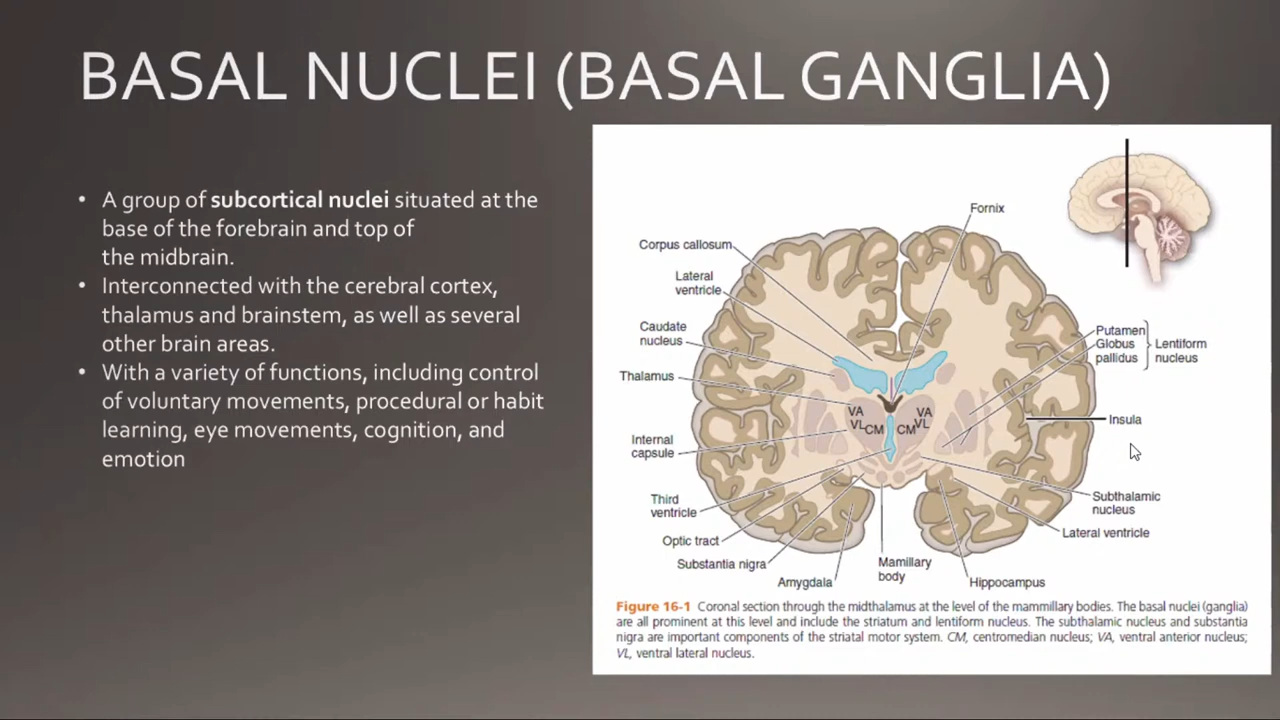 BASAL NUCLEI (BASAL GANGLIA)
• A group of subcortical nuclei situated at the
base of the forebrain and top of
the midbrain.
• Interconnected with the cerebral cortex,
thalamus and brainstem, as well as several
other brain areas.
• With a variety of functions, including control
of voluntary movements, procedural or habit
learning, eye movements, cognition, and
emotion
Fornix
Corpus callosum
Lateral
ventricle
Caudate
nucleus
Thalamus
Internal
capsule
Third
ventricle
Optic tract
Substantia nigra
Amygdala
Mamillary
body
Hippocampus
Lateral ventricle
Subthalamic
nucleus
Insula
Putamen
Globus
pallidus
Lentiform
nucleus
VA
VL
CM
VA
VL
CM
Figure 16-1 Coronal section through the midthalamus at the level of the mammillary bodies. The basal nuclei (ganglia)
are all prominent at this level and include the striatum and lentiform nucleus. The subthalamic nucleus and substantia
nigra are important components of the striatal motor system. CM, centromedian nucleus; VA, ventral anterior nucleus;
VL, ventral lateral nucleus.